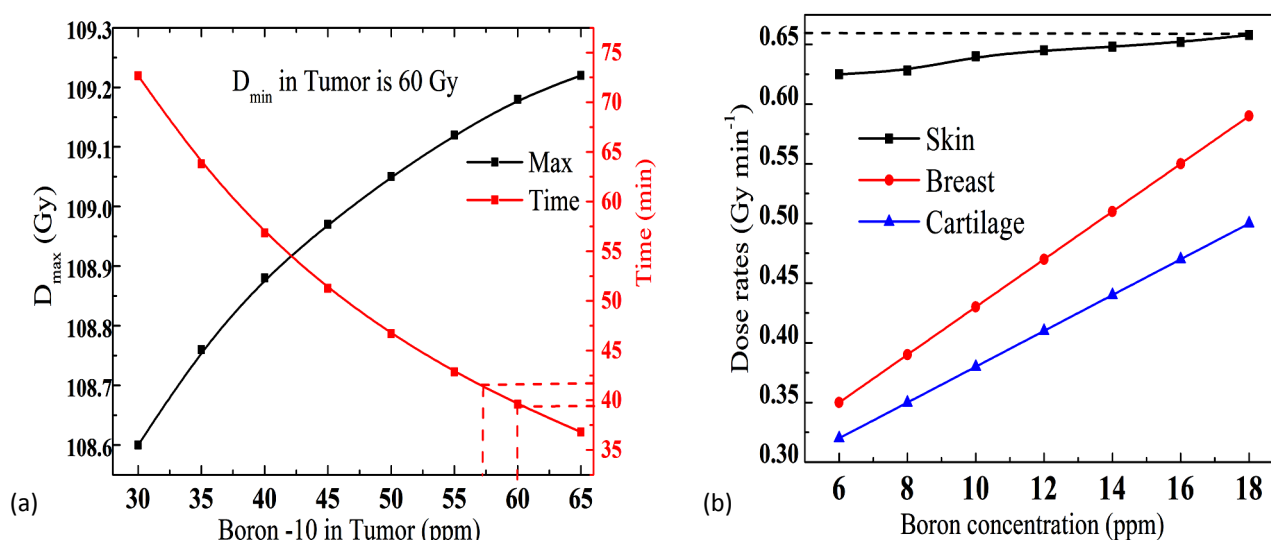 109.3
109.2
109.1
109.0
108.9
108.8
108.7
108.6
D_max (Gy)
D_min in Tumor is 60 Gy
Max
Time
75
70
65
60
55
50
45
40
35
Time (min)
30 35 40 45 50 55 60 65
Boron -10 in Tumor (ppm)
(a)
0.65
0.60
0.55
0.50
0.45
0.40
0.35
0.30
Dose rates (Gy min⁻¹)
Skin
Breast
Cartilage
6 8 10 12 14 16 18
Boron concentration (ppm)
(b)